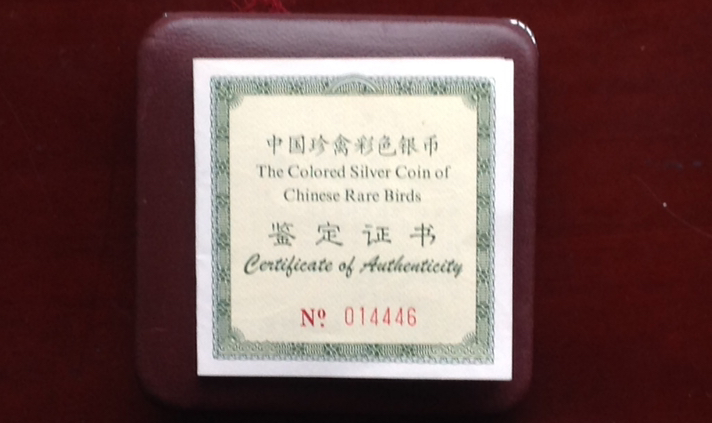 中国珍禽彩色银币
The Colored Silver Coin of
Chinese Rare Birds
鉴定证书
Certificate of Authenticity
Nº. 014446